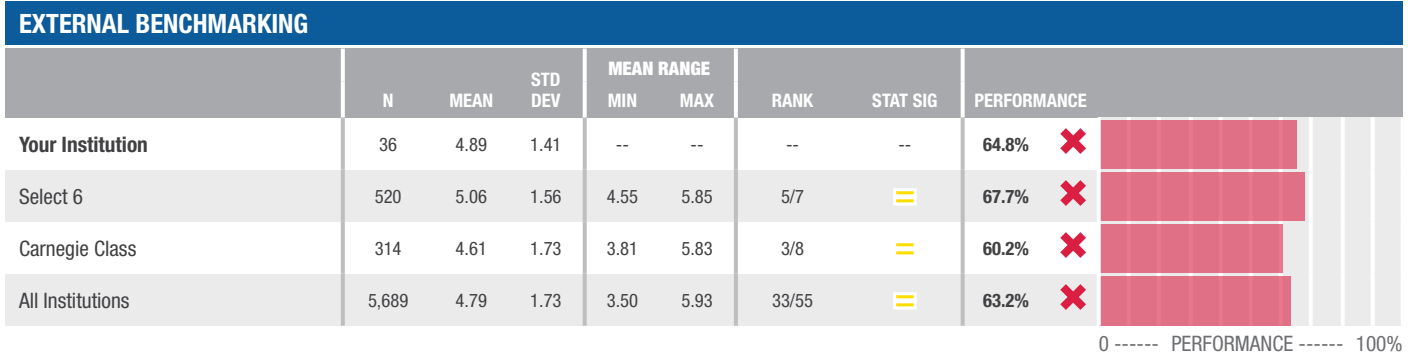 EXTERNAL BENCHMARKING
N MEAN STD DEV MEAN RANGE MIN MAX RANK STAT SIG PERFORMANCE
Your Institution 36 4.89 1.41 -- -- -- -- 64.8%
Select 6 520 5.06 1.56 4.55 5.85 5/7 = 67.7%
Carnegie Class 314 4.61 1.73 3.81 5.83 3/8 = 60.2%
All Institutions 5,689 4.79 1.73 3.50 5.93 33/55 = 63.2%
0 ------ PERFORMANCE ------ 100%